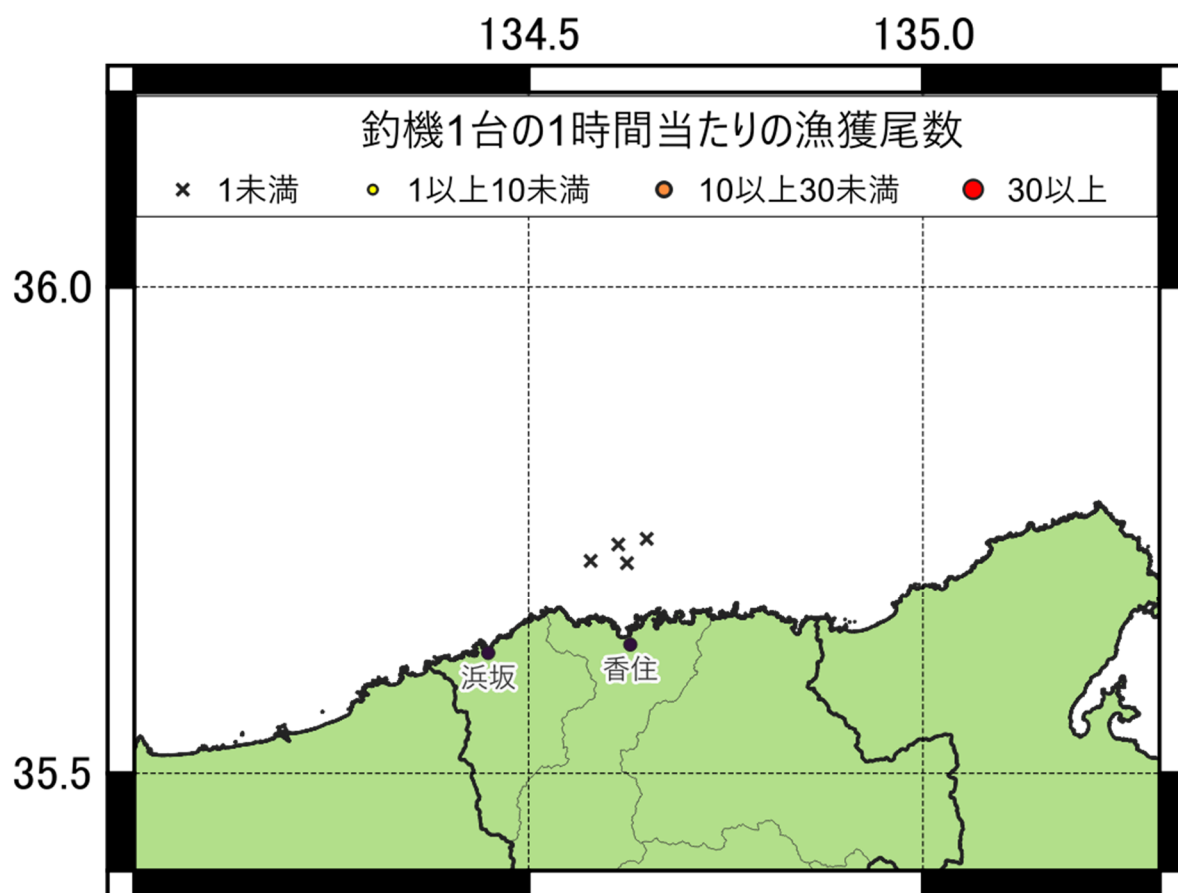 134.5 135.0
釣機1台の1時間当たりの漁獲尾数
1未満 1以上10未満 10以上30未満 30以上
36.0
浜坂 香住
35.5